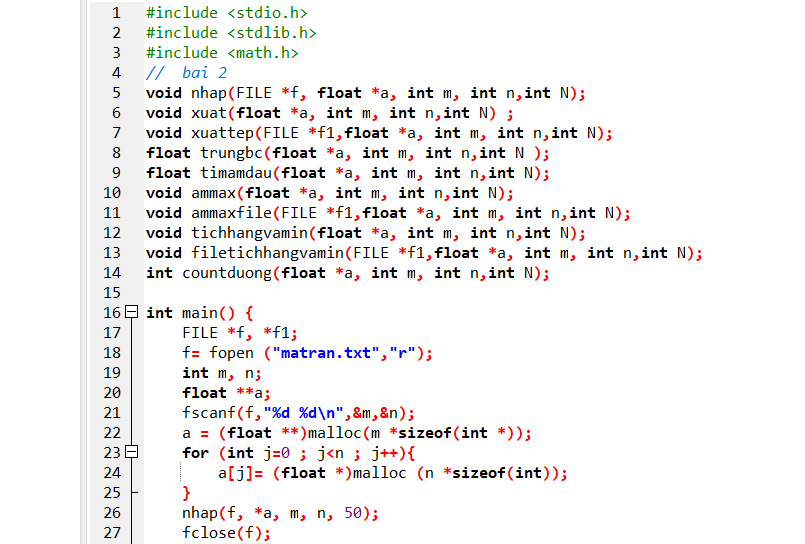 1 #include <stdio.h>
2 #include <stdlib.h>
3 #include <math.h>
4 //  bai 2
5 void nhap(FILE *f, float *a, int m, int n,int N);
6 void xuat(float *a, int m, int n,int N) ;
7 void xuattep(FILE *f1,float *a, int m, int n,int N);
8 float trungbc(float *a, int m, int n,int N );
9 float timamdau(float *a, int m, int n,int N);
10 void ammax(float *a, int m, int n,int N);
11 void ammaxfile(FILE *f1,float *a, int m, int n,int N);
12 void tichhangvamin(float *a, int m, int n,int N);
13 void filetichhangvamin(FILE *f1,float *a, int m, int n,int N);
14 int countduong(float *a, int m, int n,int N);
15
16 int main() {
17     FILE *f, *f1;
18     f= fopen ("matran.txt","r");
19     int m, n;
20     float **a;
21     fscanf(f,"%d %d\n",&m,&n);
22     a = (float **)malloc(m *sizeof(int *));
23     for (int j=0 ; j<n ; j++){
24         a[j]= (float *)malloc (n *sizeof(int));
25     }
26     nhap(f, *a, m, n, 50);
27     fclose(f);